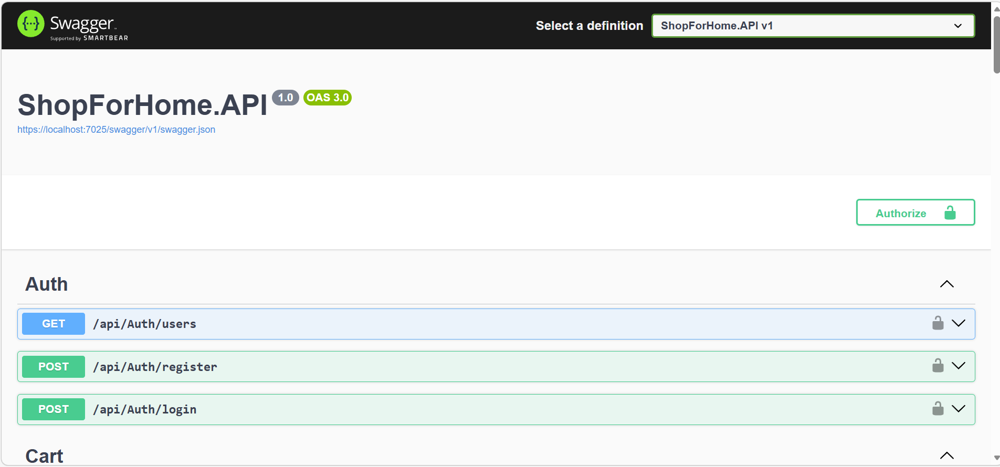 Swagger™
Supported by SMARTBEAR
Select a definition
ShopForHome.API v1
ShopForHome.API 1.0 OAS 3.0
https://localhost:7025/swagger/v1/swagger.json
Authorize
Auth
GET /api/Auth/users
POST /api/Auth/register
POST /api/Auth/login
Cart